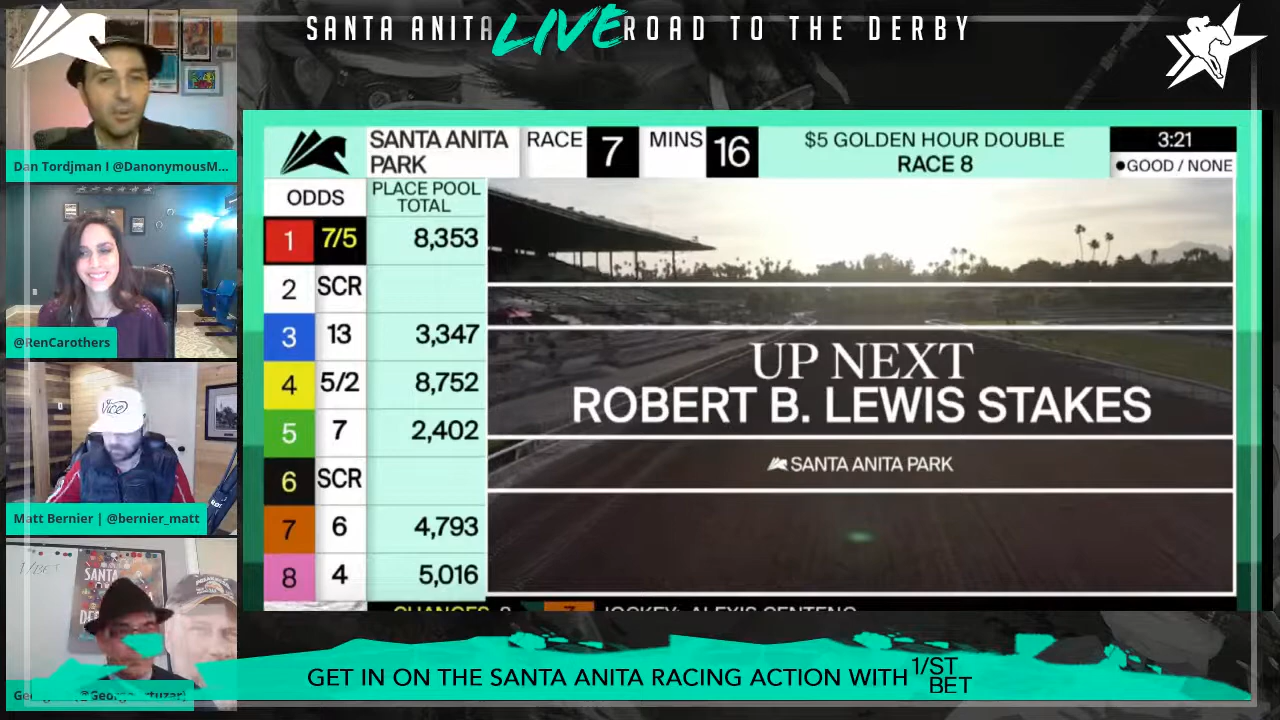 SANTA ANITA LIVE ROAD TO THE DERBY
Dan Tordjman I @DanonymousM...
@RenCarothers
Vice
Matt Bernier | @bernier_matt
1/BET
SANTA
SANTA ANITA
PARK
RACE 7
MINS 16
$5 GOLDEN HOUR DOUBLE
RACE 8
3:21
GOOD / NONE
ODDS
PLACE POOL
TOTAL
1 7/5 8,353
2 SCR
3 13 3,347
4 5/2 8,752
5 7 2,402
6 SCR
7 6 4,793
8 4 5,016
UP NEXT
ROBERT B. LEWIS STAKES
SANTA ANITA PARK
GET IN ON THE SANTA ANITA RACING ACTION WITH 1/ST
BET